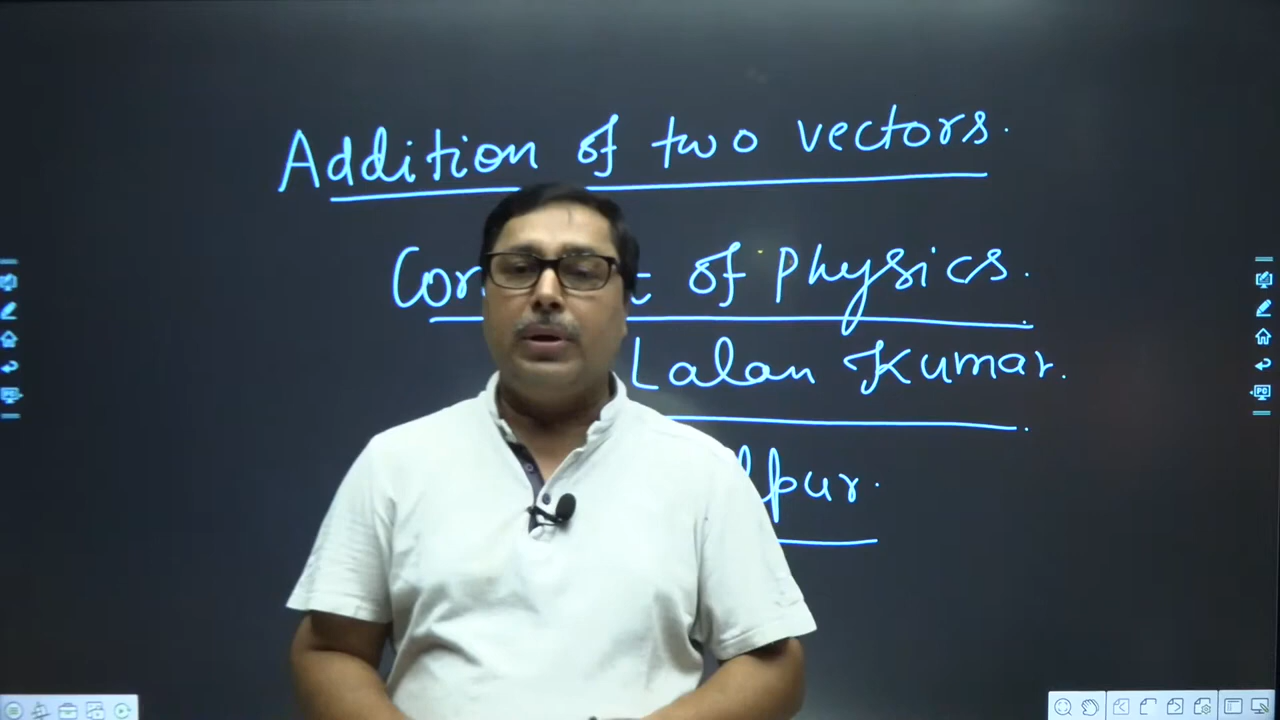 Addition of two vectors.
of Physics.
Lalan Kumar.